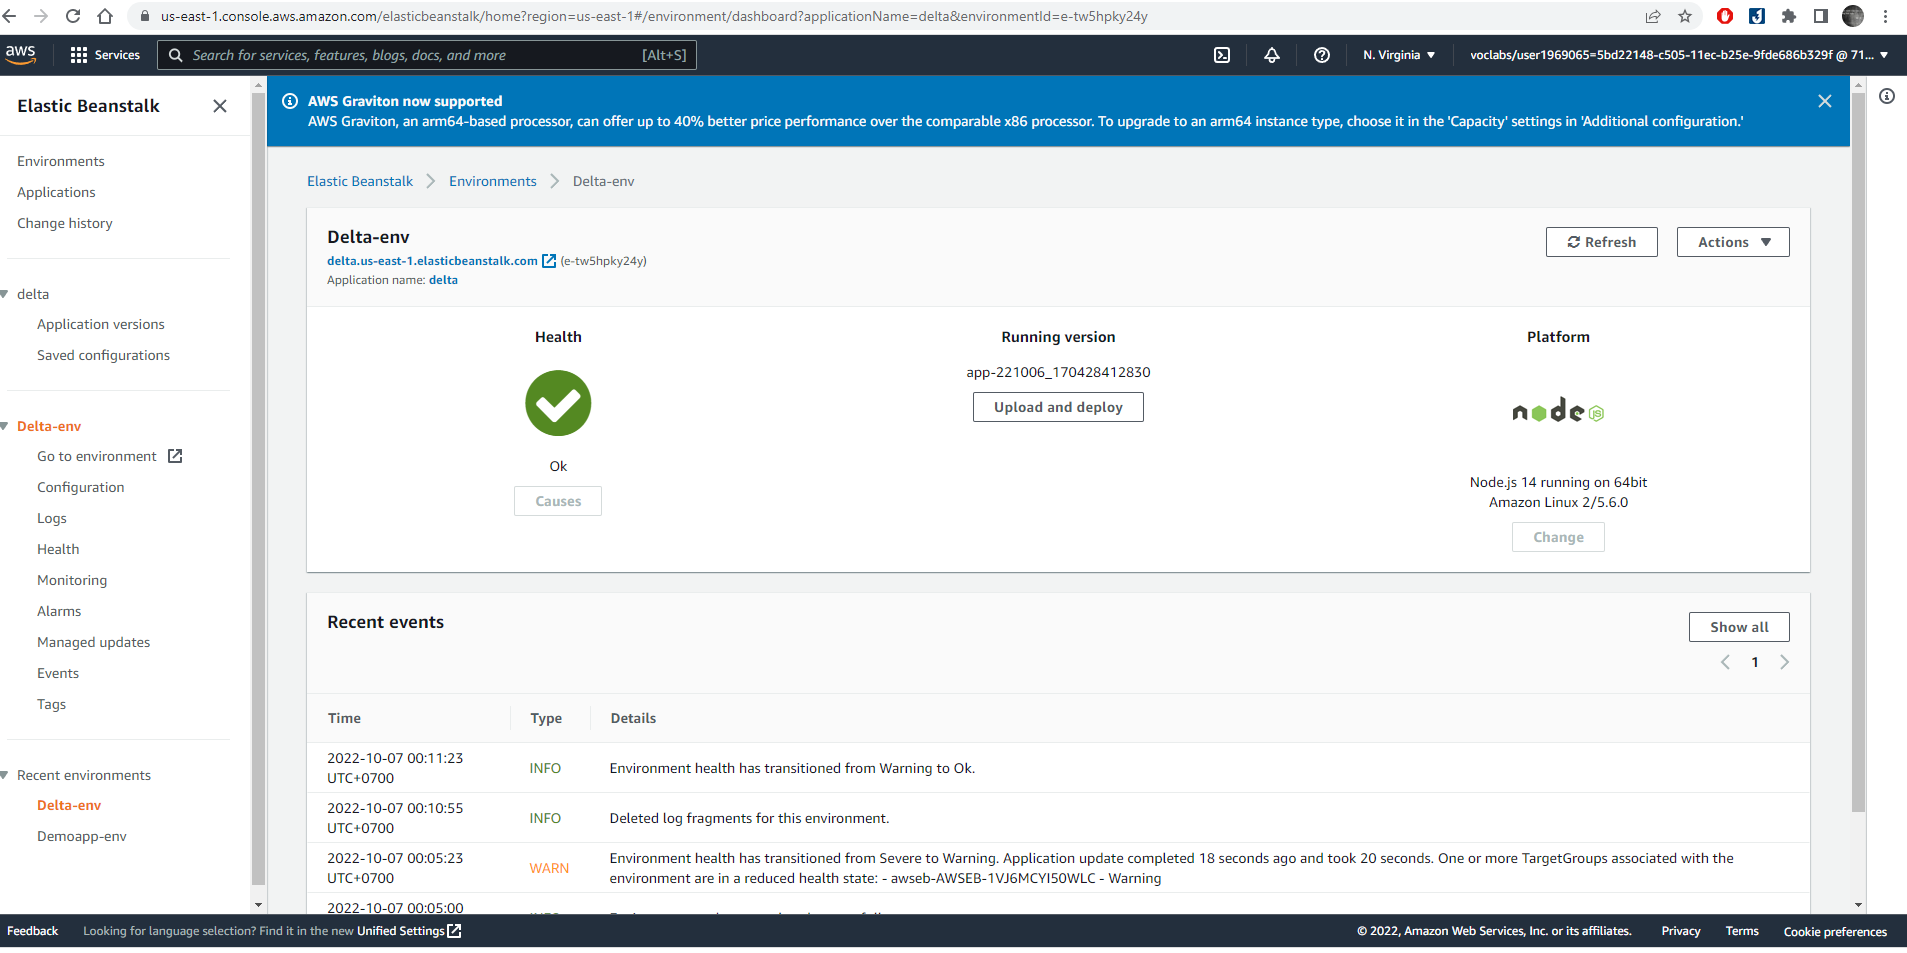 us-east-1.console.aws.amazon.com/elasticbeanstalk/home?region=us-east-1#/environment/dashboard?applicationName=delta&environmentId=e-tw5hpky24y
aws
Services
Search for services, features, blogs, docs, and more [Alt+S]
N. Virginia
voclabs/user1969065=5bd22148-c505-11ec-b25e-9fde686b329f @ 71...
Elastic Beanstalk
Environments
Applications
Change history
delta
Application versions
Saved configurations
Delta-env
Go to environment
Configuration
Logs
Health
Monitoring
Alarms
Managed updates
Events
Tags
Recent environments
Delta-env
Demoapp-env
AWS Graviton now supported
AWS Graviton, an arm64-based processor, can offer up to 40% better price performance over the comparable x86 processor. To upgrade to an arm64 instance type, choose it in the 'Capacity' settings in 'Additional configuration.'
Elastic Beanstalk
Environments
Delta-env
Delta-env
delta.us-east-1.elasticbeanstalk.com (e-tw5hpky24y)
Application name: delta
Refresh
Actions
Health
Ok
Causes
Running version
app-221006_170428412830
Upload and deploy
Platform
node JS
Node.js 14 running on 64bit
Amazon Linux 2/5.6.0
Change
Recent events
Show all
1
Time Type Details
2022-10-07 00:11:23
UTC+0700
INFO
Environment health has transitioned from Warning to Ok.
2022-10-07 00:10:55
UTC+0700
INFO
Deleted log fragments for this environment.
2022-10-07 00:05:23
UTC+0700
WARN
Environment health has transitioned from Severe to Warning. Application update completed 18 seconds ago and took 20 seconds. One or more TargetGroups associated with the
environment are in a reduced health state: - awseb-AWSEB-1VJ6MCYI50WLC - Warning
2022-10-07 00:05:00
Feedback
Looking for language selection? Find it in the new Unified Settings
© 2022, Amazon Web Services, Inc. or its affiliates.
Privacy
Terms
Cookie preferences